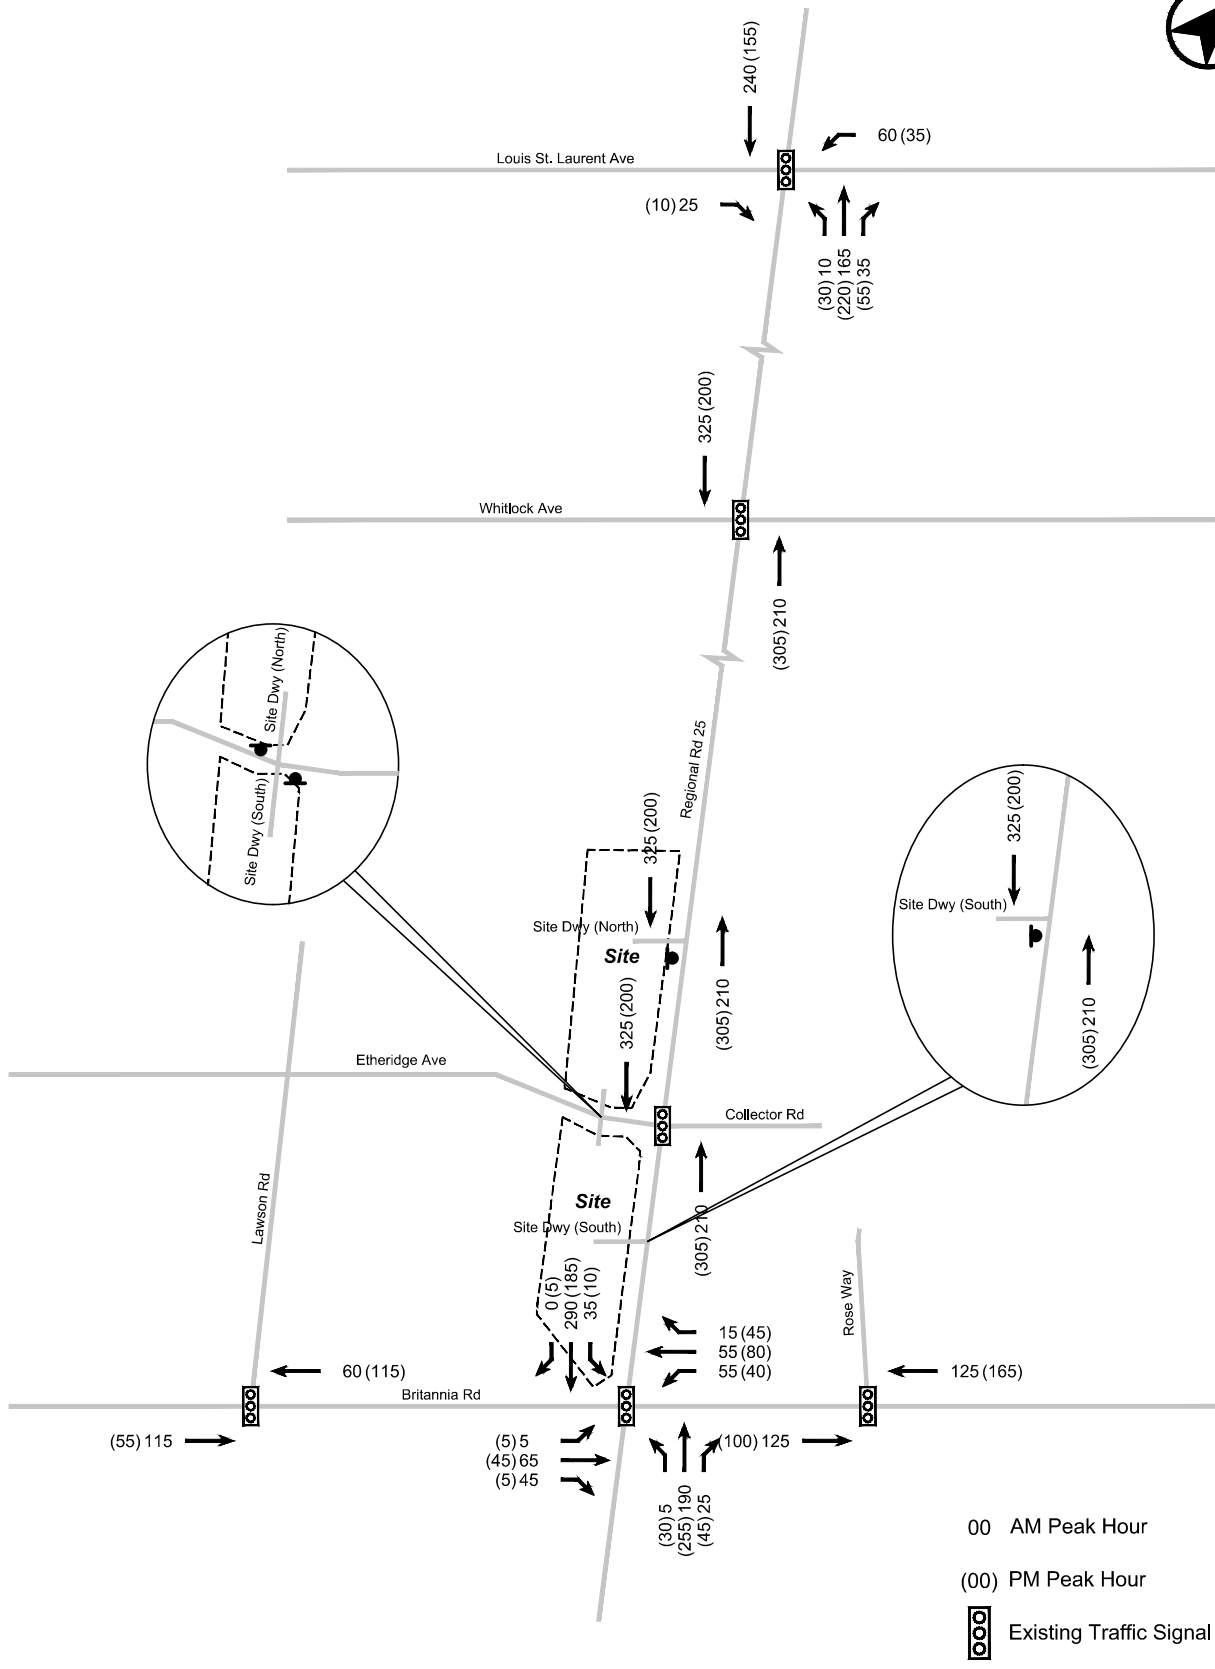 240 (155)
60 (35)
Louis St. Laurent Ave
(10) 25
(30) 10
(220) 165
(55) 35
325 (200)
Whitlock Ave
(305) 210
Site Dwy (North)
Site Dwy (South)
Regional Rd 25
325 (200)
325 (200)
Site Dwy (South)
(305) 210
Site Dwy (North)
Site
(305) 210
325 (200)
Etheridge Ave
Collector Rd
Lawson Rd
Site
Site Dwy (South)
(305) 210
Rose Way
0 (5)
290 (185)
35 (10)
15 (45)
55 (80)
55 (40)
60 (115)
125 (165)
Britannia Rd
(55) 115
(5) 5
(45) 65
(5) 45
(100) 125
(30) 5
(255) 190
(45) 25
00 AM Peak Hour
(00) PM Peak Hour
Existing Traffic Signal